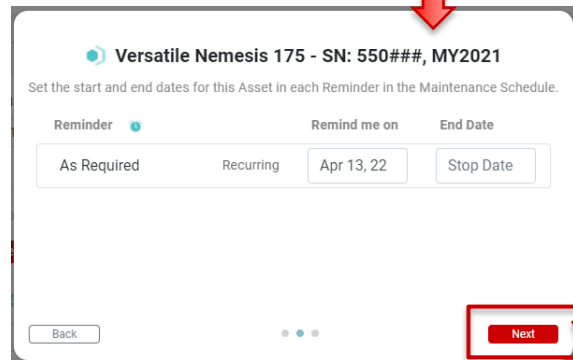 Versatile Nemesis 175 - SN: 550###, MY2021
Set the start and end dates for this Asset in each Reminder in the Maintenance Schedule.
Reminder Remind me on End Date
As Required Recurring Apr 13, 22 Stop Date
Back Next